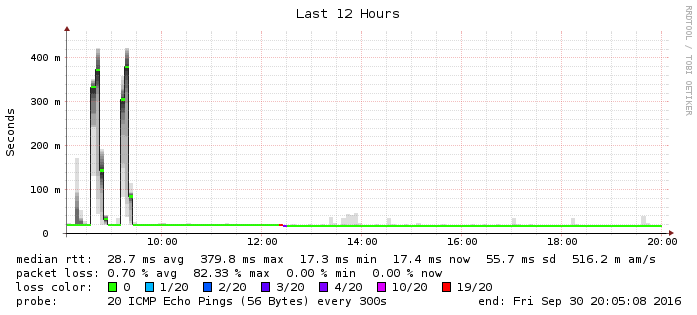 Last 12 Hours
RRDTOOL / TOBI OETIKER
Seconds
400 m
300 m
200 m
100 m
0
10:00 12:00 14:00 16:00 18:00 20:00
median rtt: 28.7 ms avg 379.8 ms max 17.3 ms min 17.4 ms now 55.7 ms sd 516.2 m am/s
packet loss: 0.70 % avg 82.33 % max 0.00 % min 0.00 % now
loss color: 0 1/20 2/20 3/20 4/20 10/20 19/20
probe: 20 ICMP Echo Pings (56 Bytes) every 300s end: Fri Sep 30 20:05:08 2016